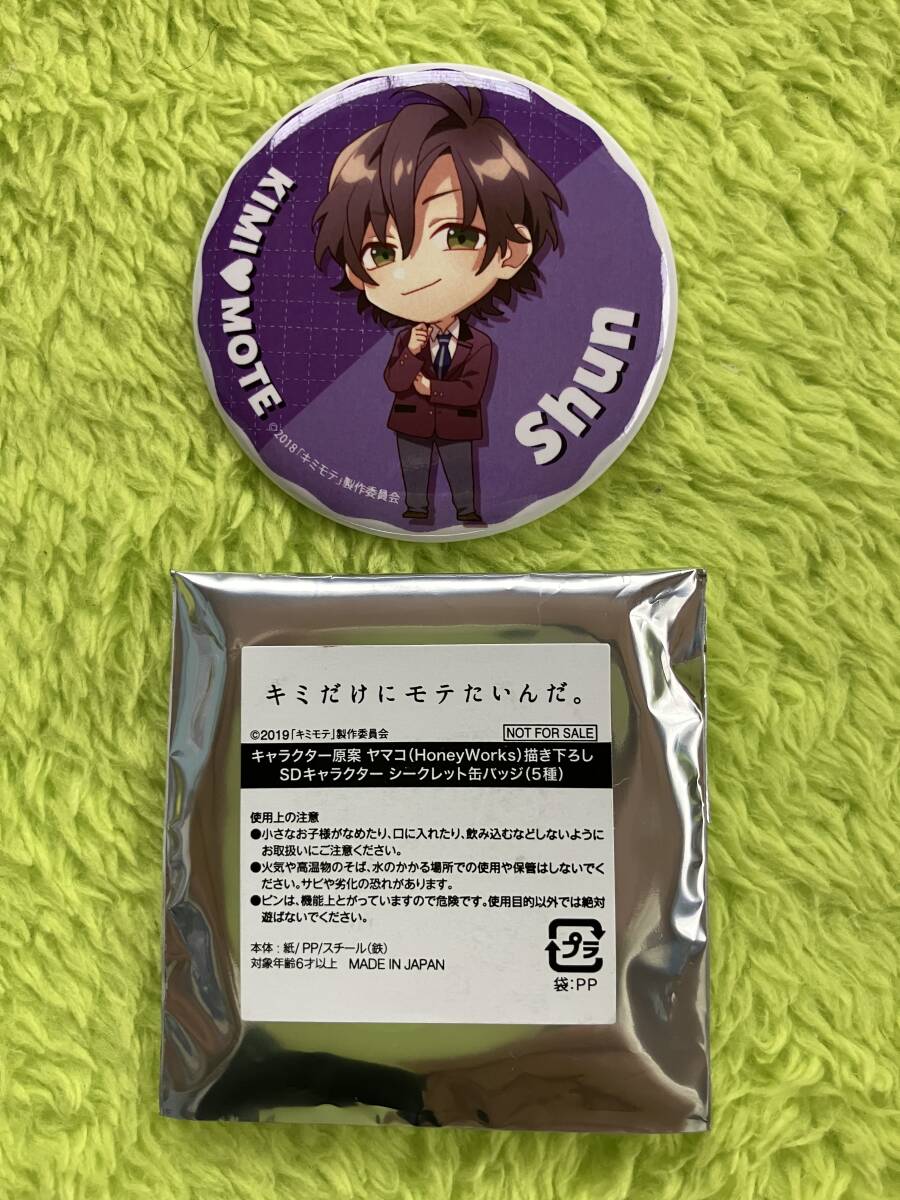 KIMI♥MOTE
Shun
©2018「キミモテ」製作委員会
キミだけにモテたいんだ。
©2019「キミモテ」製作委員会
NOT FOR SALE
キャラクター原案 ヤマコ(HoneyWorks)描き下ろし
SDキャラクター シークレット缶バッジ(5種)
使用上の注意
●小さなお子様がなめたり、口に入れたり、飲み込むなどしないように
お取扱いにご注意ください。
●火気や高温物のそば、水のかかる場所での使用や保管はしないでく
ださい。サビや劣化の恐れがあります。
●ピンは、機能上とがっていますので危険です。使用目的以外では絶対
遊ばないでください。
本体:紙/PP/スチール(鉄)
対象年齢6才以上 MADE IN JAPAN
プラ
袋:PP